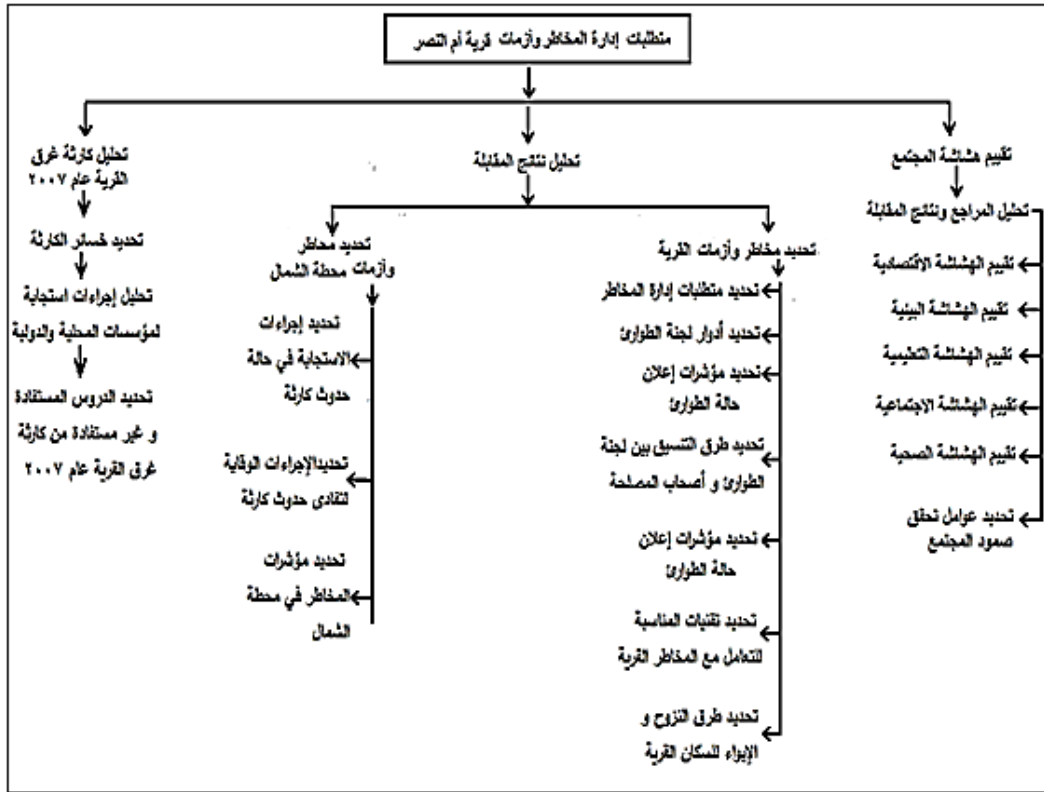 متطلبات إدارة المخاطر وأزمات قرية أم النصر
تقييم هشاشة المجتمع
تحليل المراجع ونتائج المقابلة
تقييم الهشاشة الاقتصادية
تقييم الهشاشة البيئية
تقييم الهشاشة التعليمية
تقييم الهشاشة الاجتماعية
تقييم الهشاشة الصحية
تحديد عوامل تحقق
صمود المجتمع
تحليل نتائج المقابلة
تحديد مخاطر وأزمات القرية
تحديد متطلبات إدارة المخاطر
تحديد أدوار لجنة الطوارئ
تحديد مؤشرات إعلان
حالة الطوارئ
تحديد طرق التنسيق بين لجنة
الطوارئ و أصحاب المصلحة
تحديد مؤشرات إعلان
حالة الطوارئ
تحديد تقنيات المناسبة
للتعامل مع المخاطر القرية
تحديد طرق النزوح و
الإيواء للسكان القرية
تحديد مخاطر
وأزمات محطة الشمال
تحديد إجراءات
الاستجابة في حالة
حدوث كارثة
تحديدالإجراءات الوقاية
لتفادى حدوث كارثة
تحديد مؤشرات
المخاطر في محطة
الشمال
تحليل كارثة غرق
القرية عام ٢٠٠٧
تحديد خسائر الكارثة
تحليل إجراءات استجابة
لمؤسسات المحلية والدولية
تحديد الدروس المستفادة
و غير مستفادة من كارثة
غرق القرية عام ٢٠٠٧